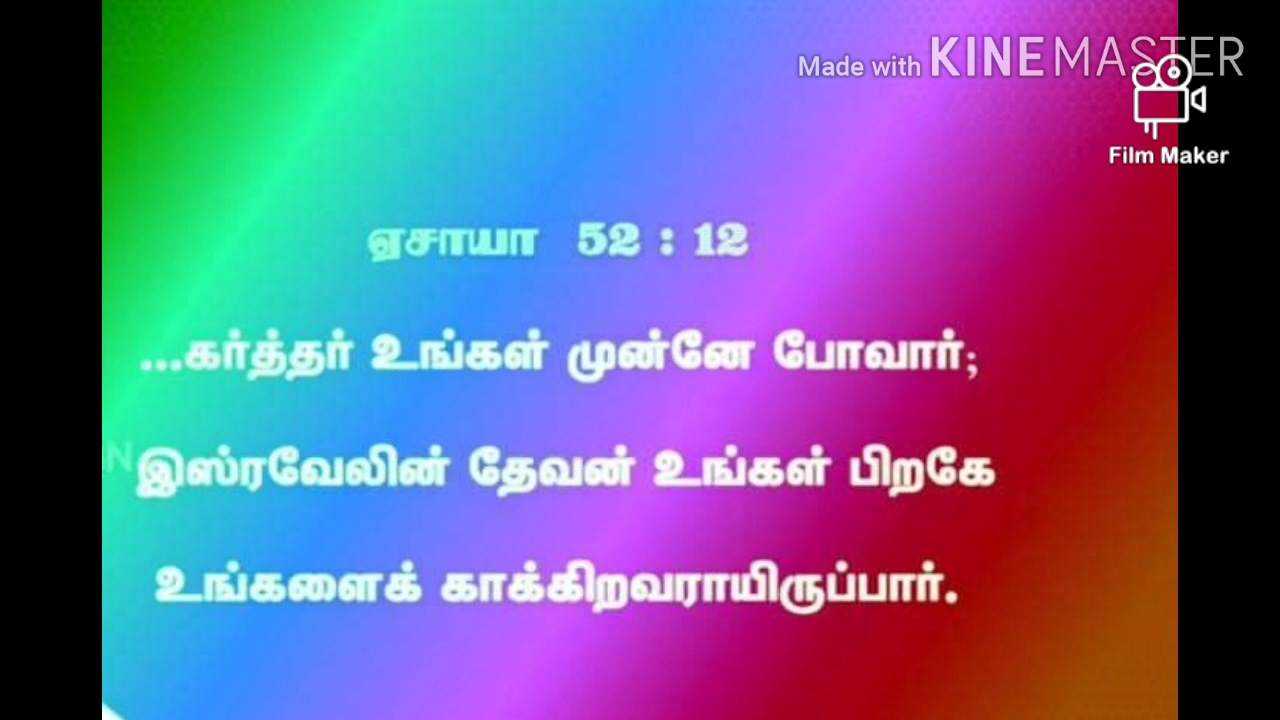 Made with KINEMASTER
Film Maker
ஏசாயா 52 : 12
...கர்த்தர் உங்கள் முன்னே போவார்;
இஸ்ரவேலின் தேவன் உங்கள் பிறகே
உங்களைக் காக்கிறவராயிருப்பார்.